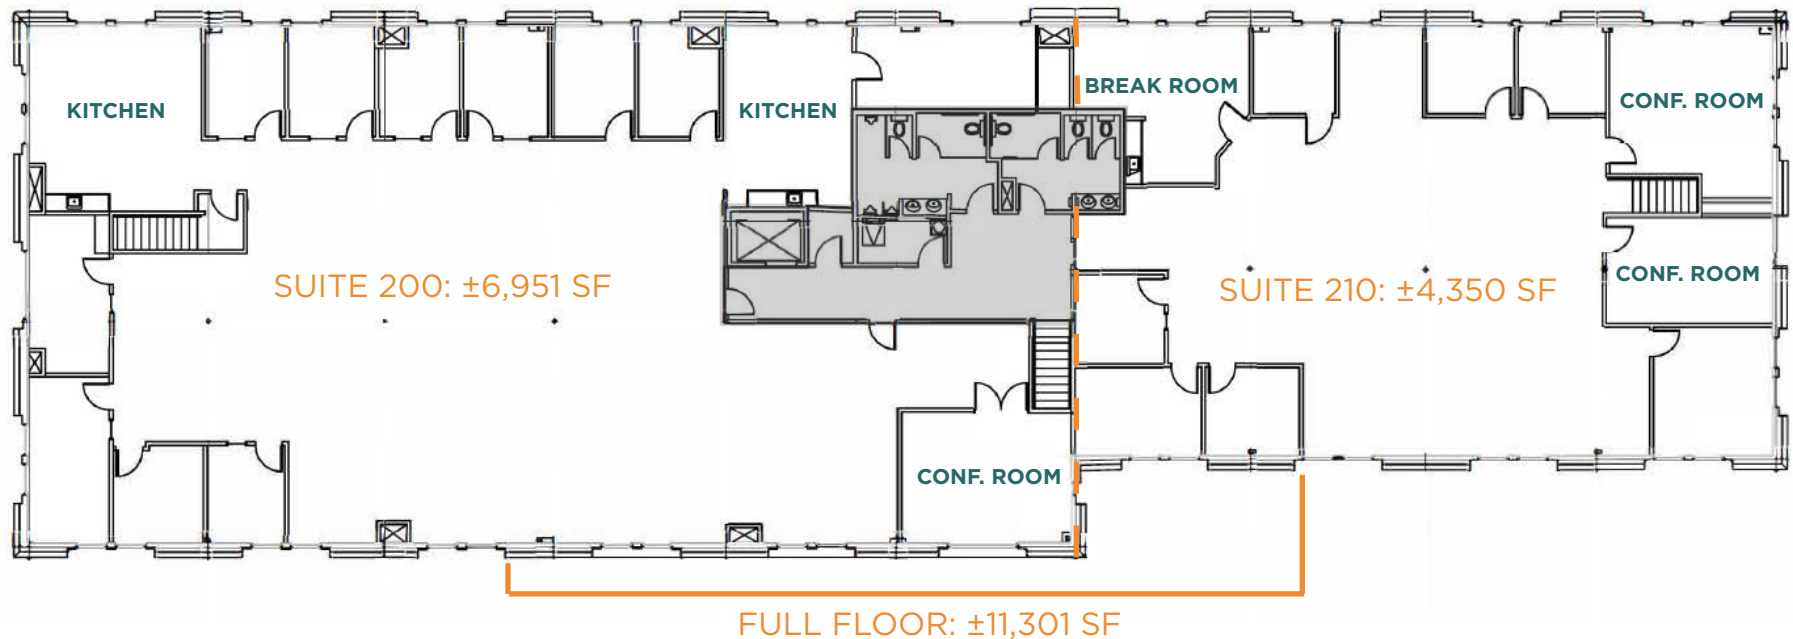 BREAK ROOM
KITCHEN
KITCHEN
CONF. ROOM
SUITE 200: ±6,951 SF
SUITE 210: ±4,350 SF
CONF. ROOM
CONF. ROOM
FULL FLOOR: ±11,301 SF